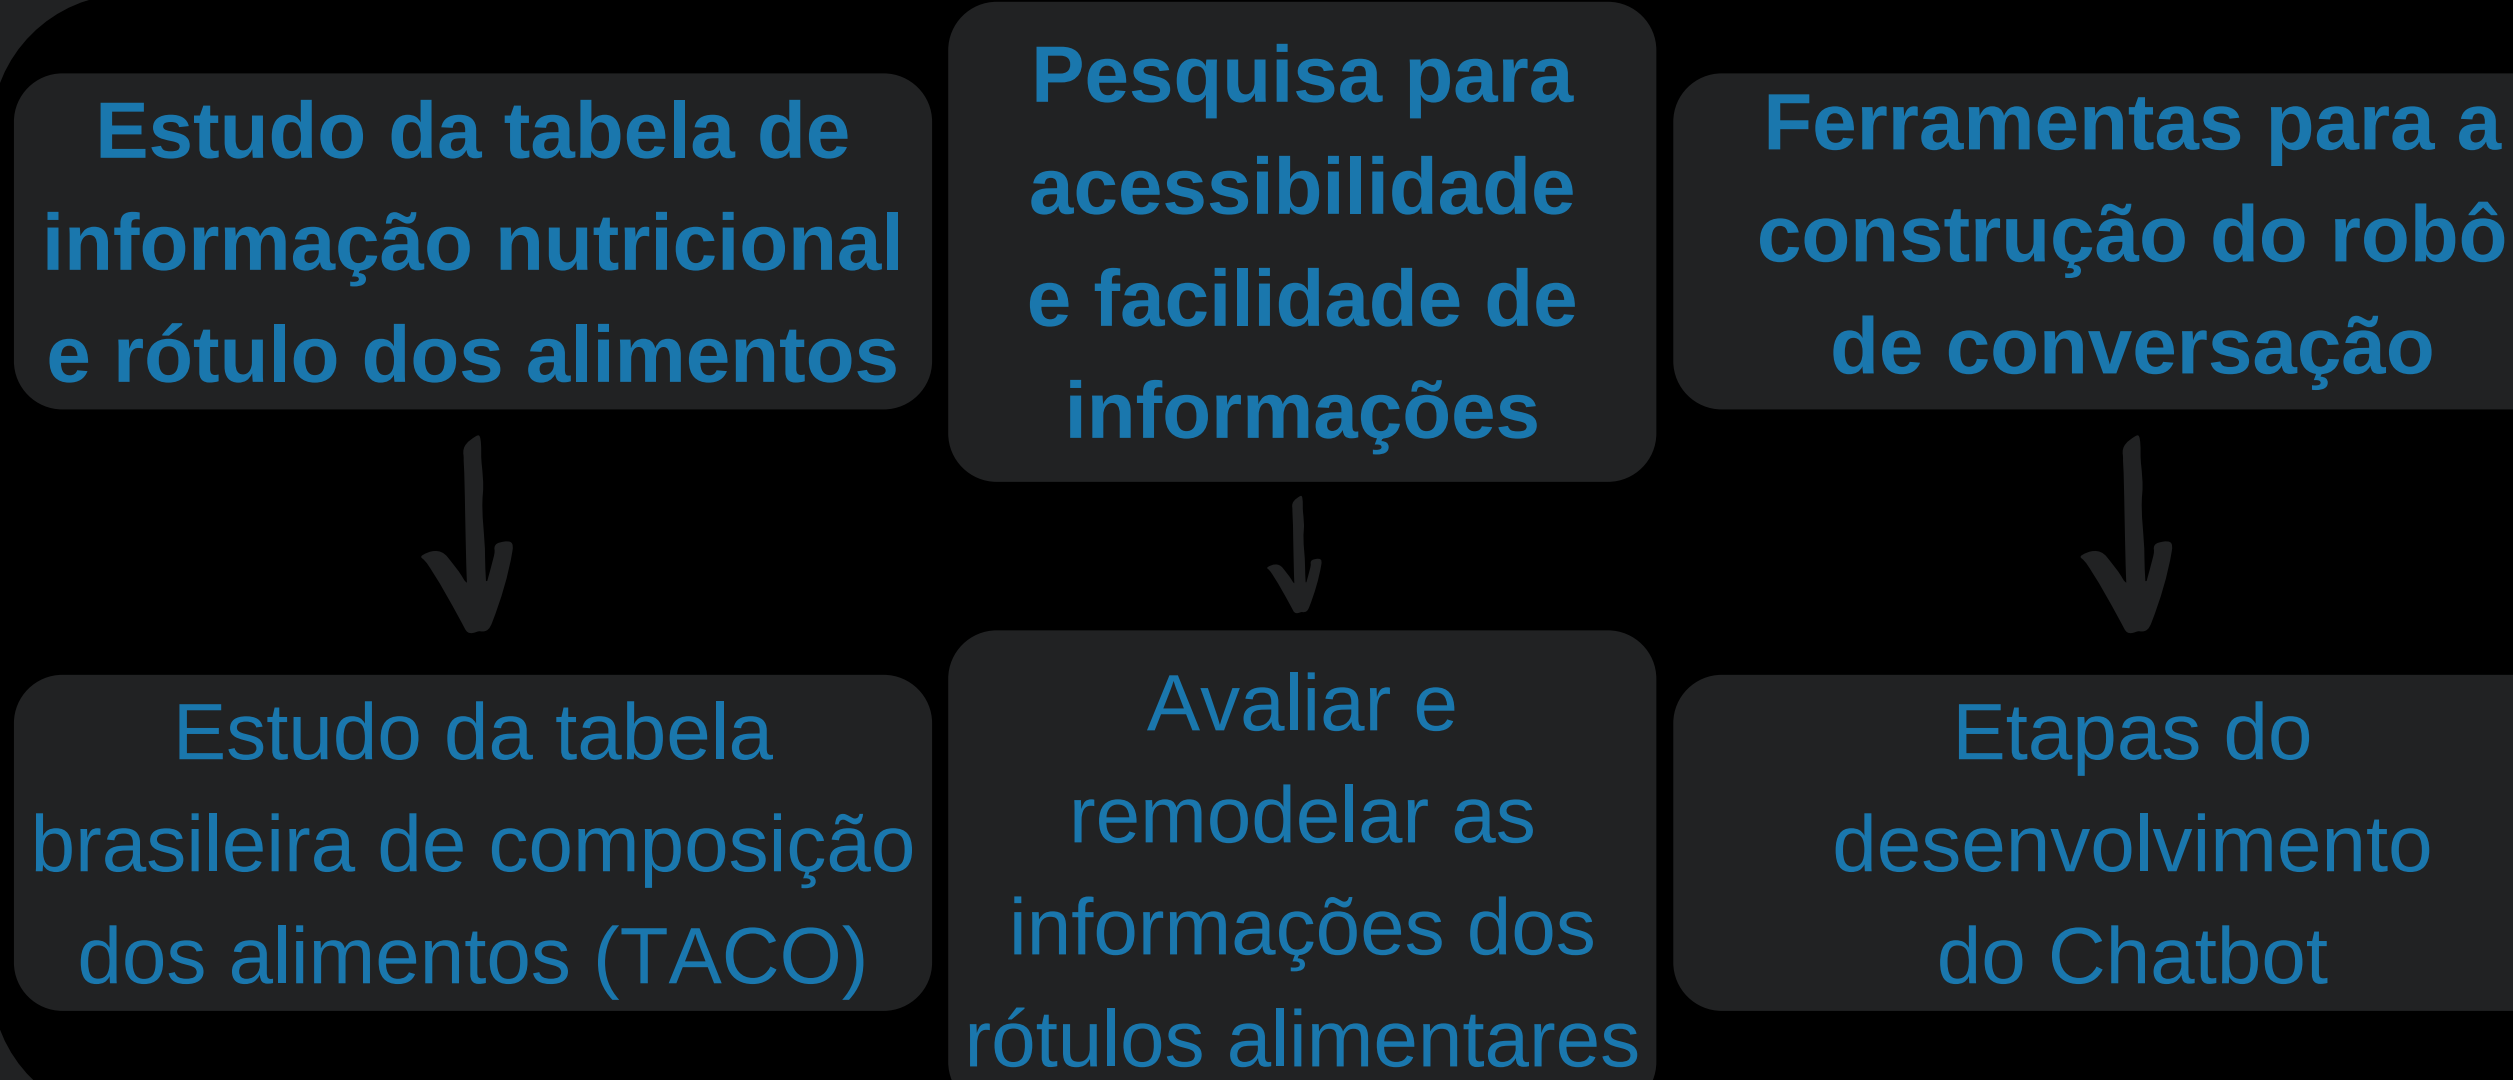 Estudo da tabela de
informação nutricional
e rótulo dos alimentos
Pesquisa para
acessibilidade
e facilidade de
informações
Ferramentas para a
construção do robô
de conversação
Estudo da tabela
brasileira de composição
dos alimentos (TACO)
Avaliar e
remodelar as
informações dos
rótulos alimentares
Etapas do
desenvolvimento
do Chatbot